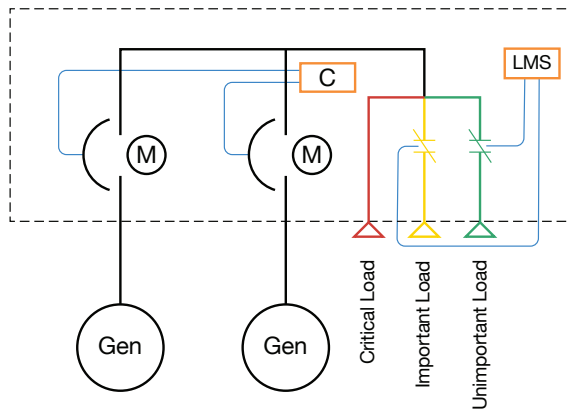 LMS
C
M
M
Critical Load
Important Load
Unimportant Load
Gen
Gen